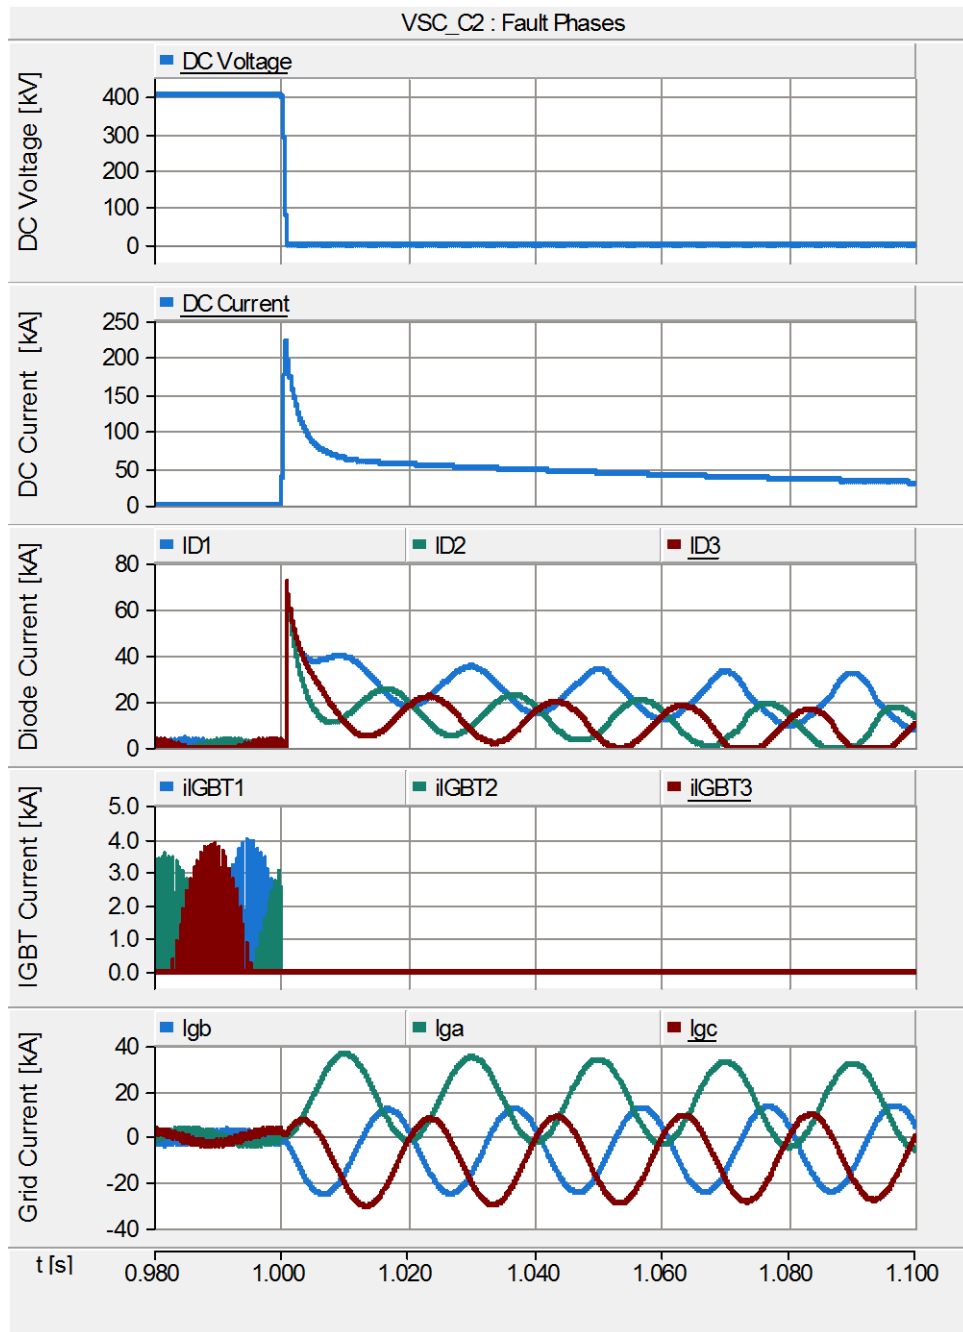 VSC_C2 : Fault Phases
DC Voltage
DC Voltage [kV]
400
300
200
100
0
DC Current
DC Current [kA]
250
200
150
100
50
0
ID1 ID2 ID3
Diode Current [kA]
80
60
40
20
0
iIGBT1 iIGBT2 iIGBT3
IGBT Current [kA]
5.0
4.0
3.0
2.0
1.0
0.0
Igb Iga Igc
Grid Current [kA]
40
20
0
-20
-40
t [s] 0.980 1.000 1.020 1.040 1.060 1.080 1.100